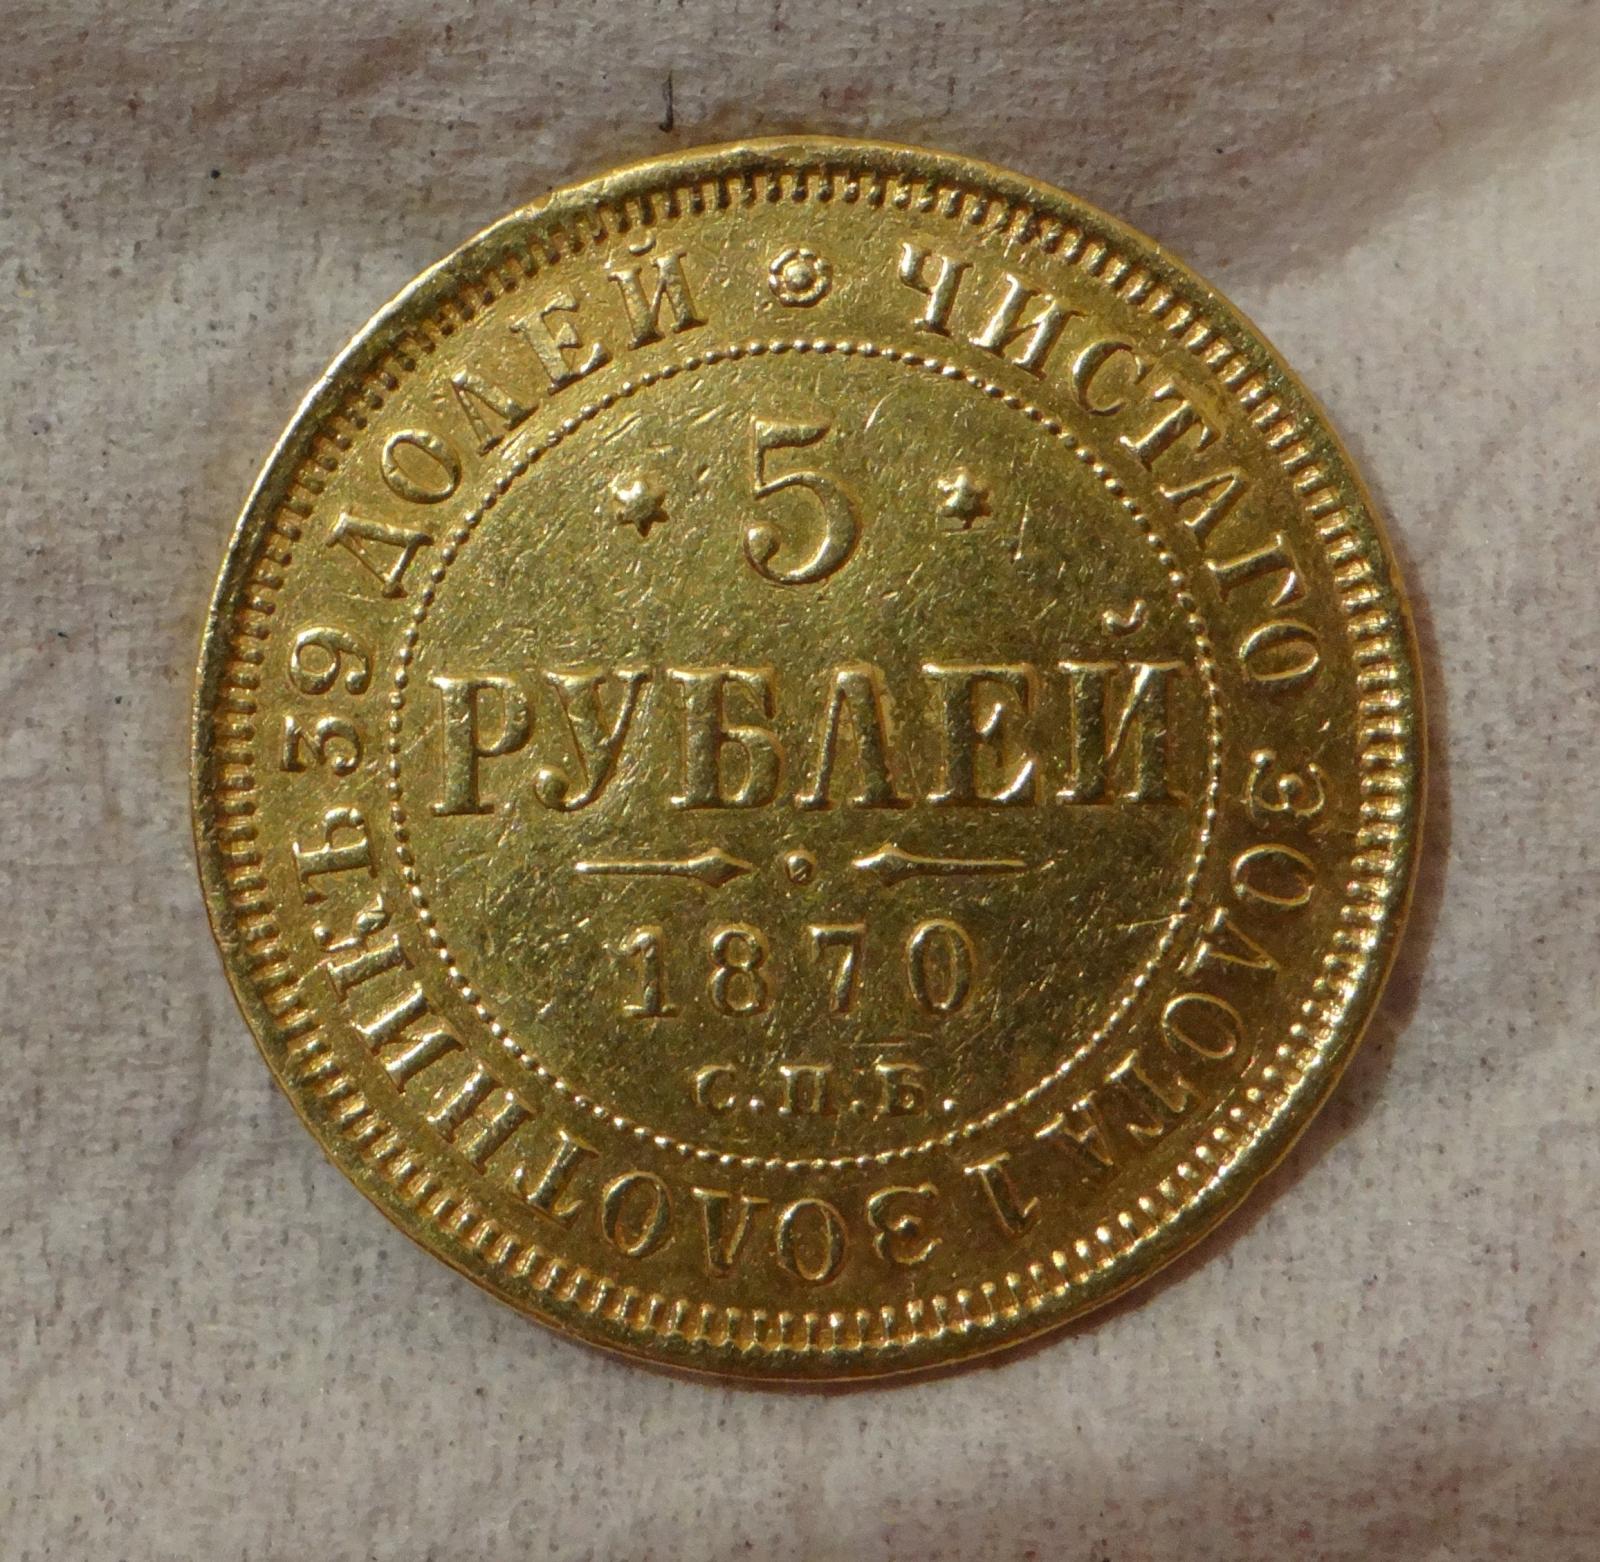 5
РУБЛЕЙ
1870
С.П.Б.
ЧИСТАГО ЗОЛОТА 1 ЗОЛОТНИКЪ 39 ДОЛЕЙ